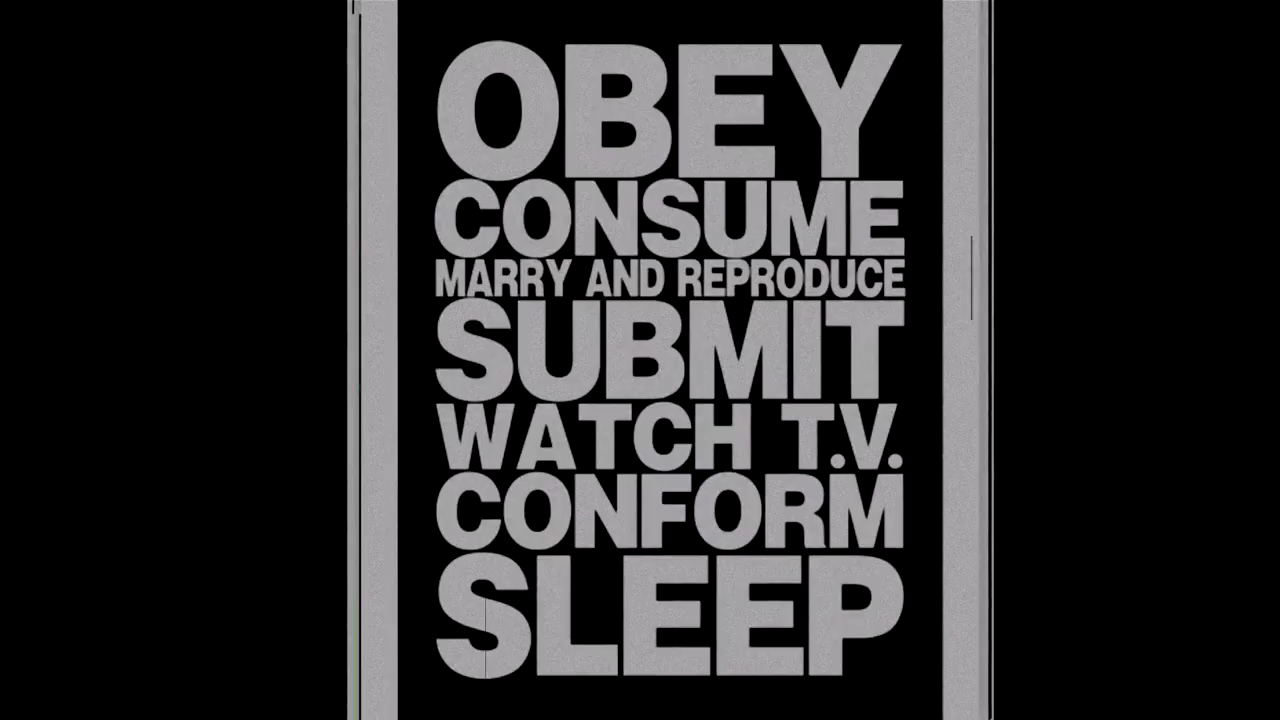 OBEY
CONSUME
MARRY AND REPRODUCE
SUBMIT
WATCH T.V.
CONFORM
SLEEP